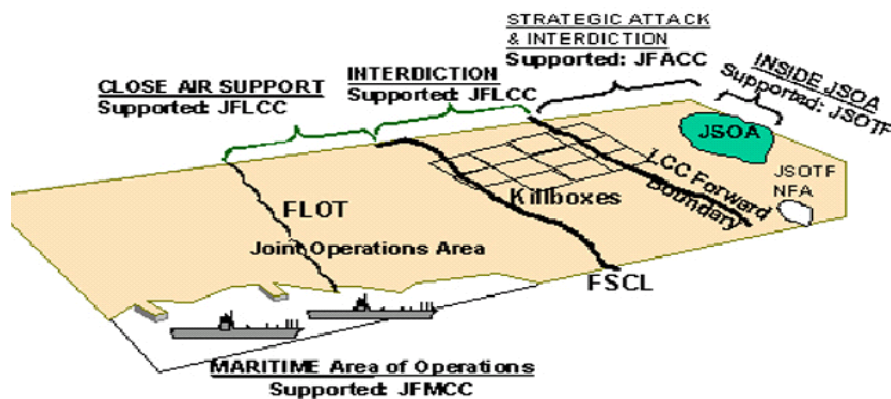 STRATEGIC ATTACK
& INTERDICTION
Supported: JFACC
INTERDICTION
Supported: JFLCC
CLOSE AIR SUPPORT
Supported: JFLCC
INSIDE JSOA
Supported: JSOTF
JSOA
JSOTF
NFA
LCC Forward
Boundary
Killboxes
FLOT
Joint Operations Area
FSCL
MARITIME Area of Operations
Supported: JFMCC